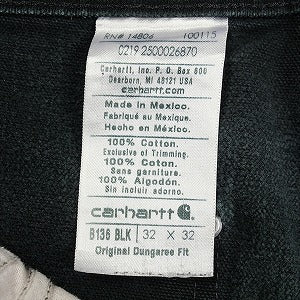 RN# 14806 100115
0219 2500026870
Carhartt, Inc. P. O. Box 600
Dearborn, MI 48121 USA
carhartt.com
Made in Mexico.
Fabriqué au Mexique
Hecho en México
100% Cotton.
Exclusive of Trimming.
100% Coton.
Sans garniture.
100% Algodón.
Sin incluir adorno.
carhartt
B136 BLK 32 X 32
Original Dungaree Fit